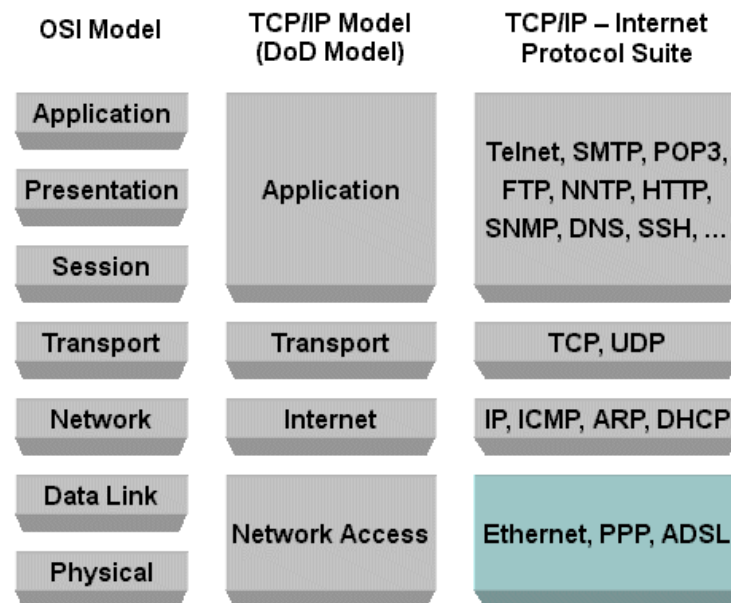 OSI Model
TCP/IP Model
(DoD Model)
TCP/IP – Internet
Protocol Suite
Application
Presentation
Session
Application
Telnet, SMTP, POP3,
FTP, NNTP, HTTP,
SNMP, DNS, SSH, ...
Transport
Transport
TCP, UDP
Network
Internet
IP, ICMP, ARP, DHCP
Data Link
Physical
Network Access
Ethernet, PPP, ADSL